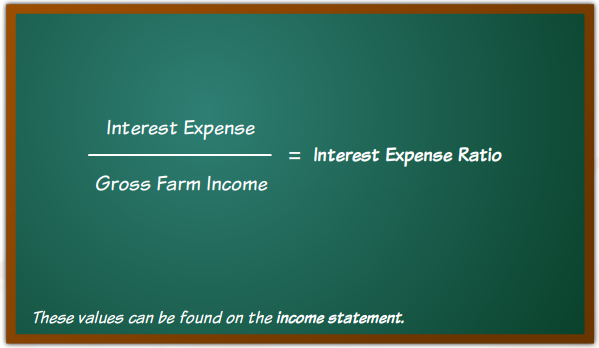 Interest Expense
= Interest Expense Ratio
Gross Farm Income
These values can be found on the income statement.